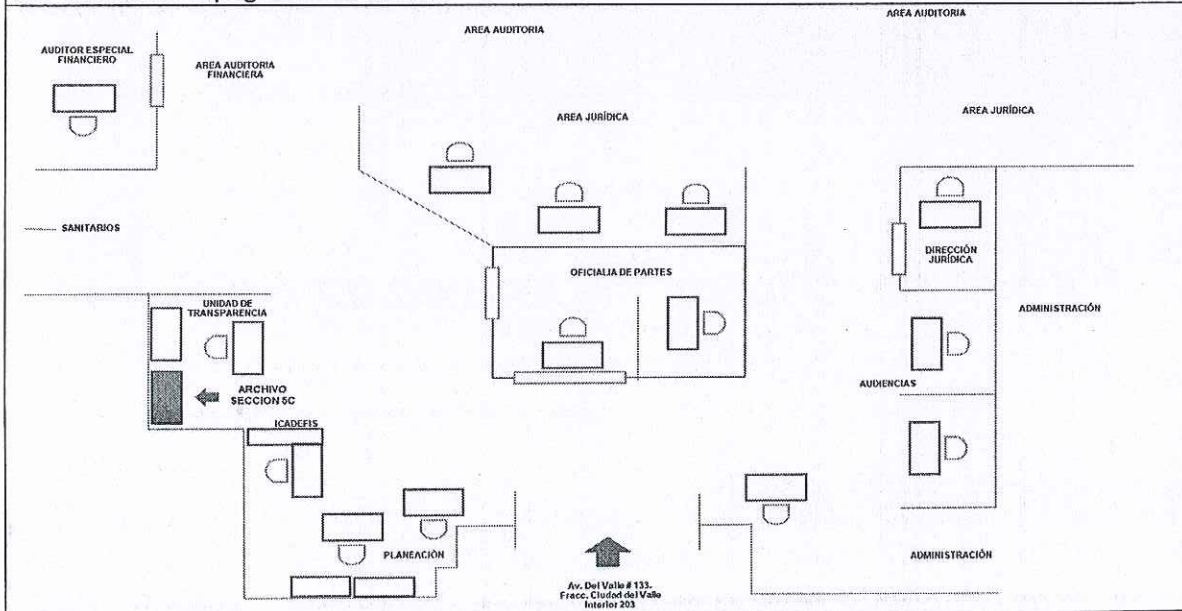 AREA AUDITORIA
AREA AUDITORIA
AUDITOR ESPECIAL
FINANCIERO
AREA AUDITORIA
FINANCIERA
AREA JURÍDICA
AREA JURÍDICA
SANITARIOS
OFICIALIA DE PARTES
DIRECCIÓN
JURÍDICA
UNIDAD DE
TRANSPARENCIA
ADMINISTRACIÓN
ARCHIVO
SECCION 5C
AUDIENCIAS
ICADEFIS
PLANEACIÓN
ADMINISTRACIÓN
Av. Del Valle # 133.
Fracc. Ciudad del Valle
Interior 203